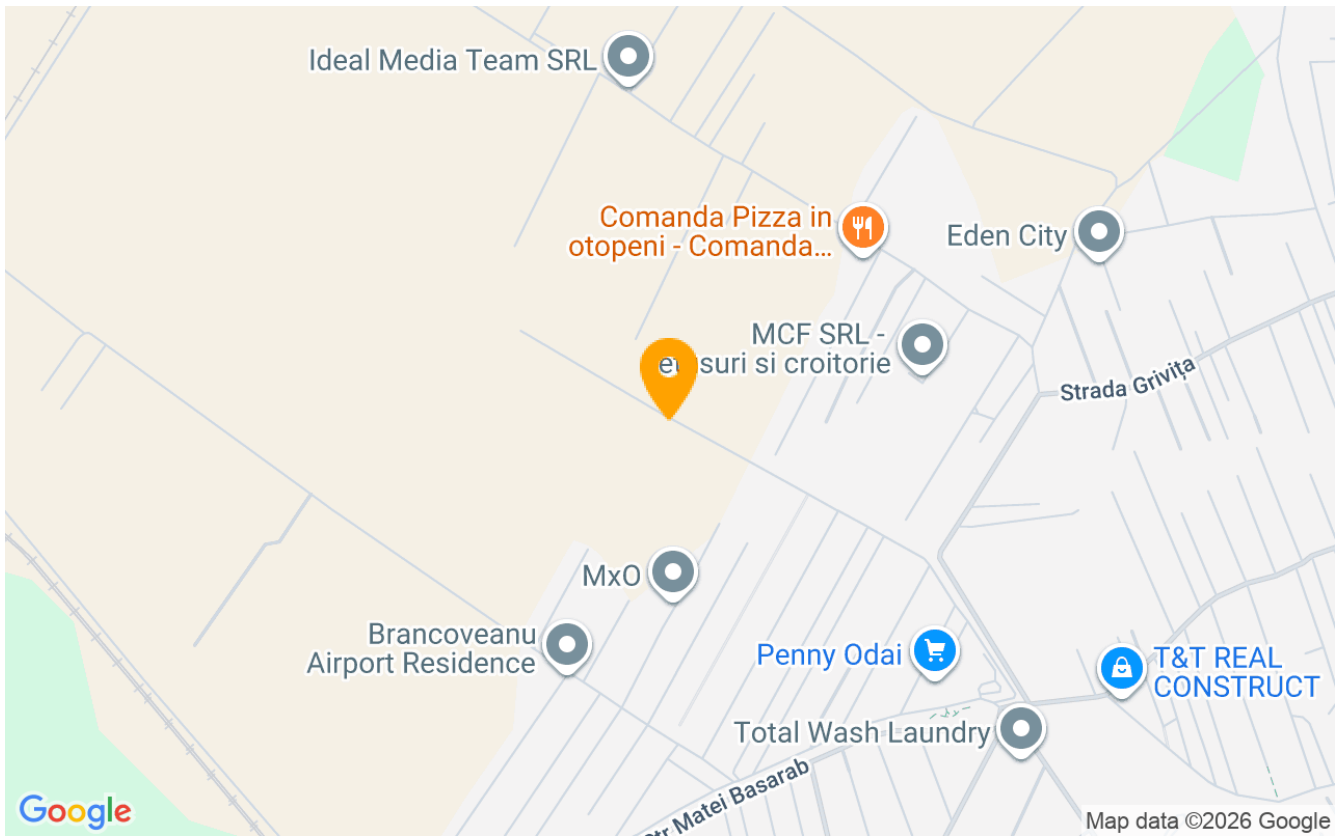 Ideal Media Team SRL
Comanda Pizza in
otopeni - Comanda...
Eden City
MCF SRL -
si croitorie
Strada Grivița
MxO
Brancoveanu
Airport Residence
Penny Odai
T&T REAL
CONSTRUCT
Total Wash Laundry
Str Matei Basarab
Google
Map data ©2026 Google